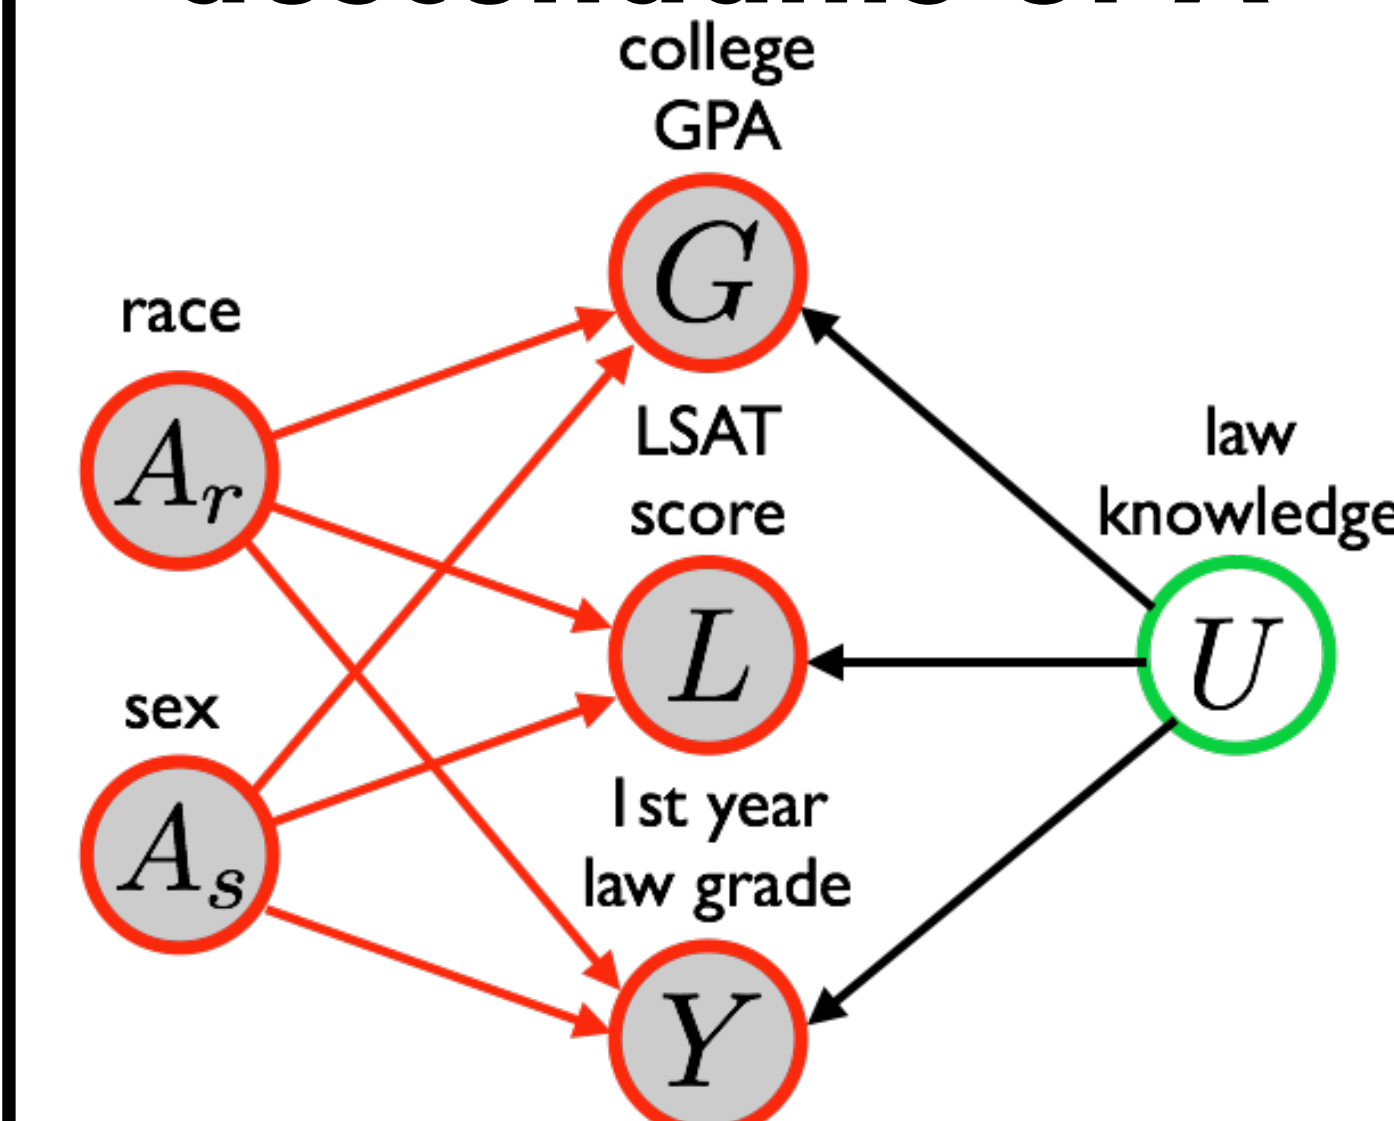 college
GPA
G
race
A_r
LSAT
score
law
knowledge
L
U
sex
A_s
1st year
law grade
Y